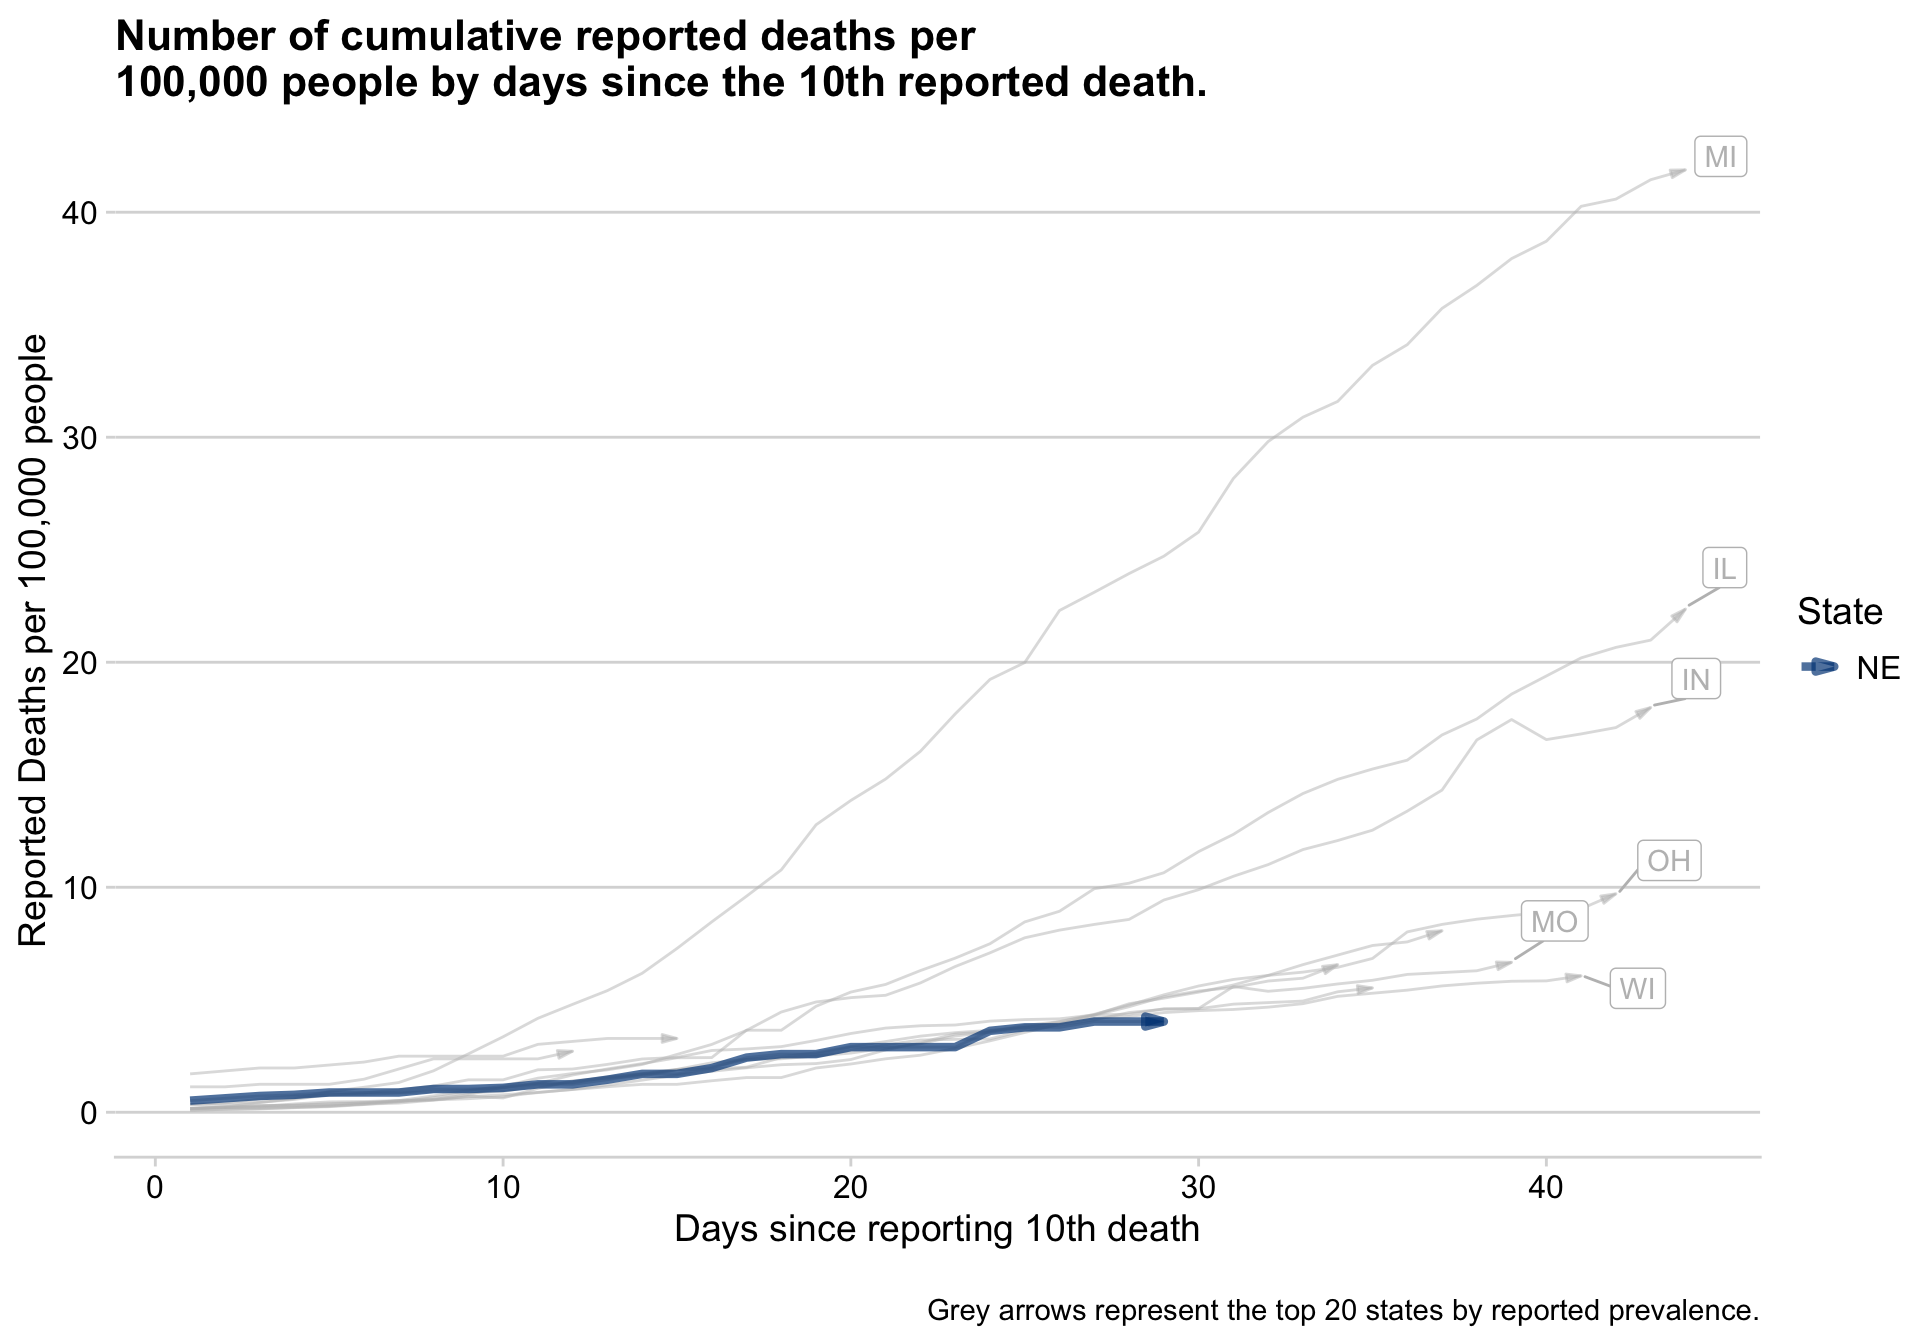 Number of cumulative reported deaths per
100,000 people by days since the 10th reported death.
Reported Deaths per 100,000 people
40
30
20
10
0
MI
IL
IN
OH
MO
WI
State
NE
0 10 20 30 40
Days since reporting 10th death
Grey arrows represent the top 20 states by reported prevalence.